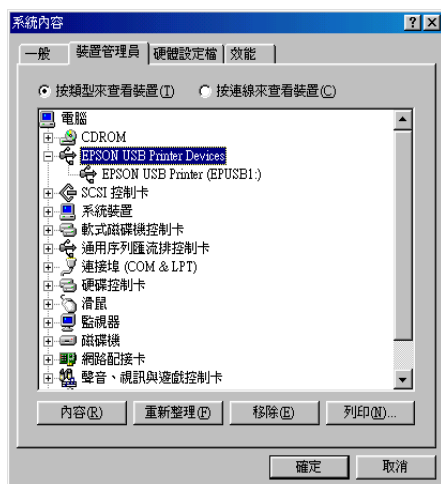 系統內容
一般 裝置管理員 硬體設定檔 效能
按類型來查看裝置(T) 按連線來查看裝置(C)
電腦
CDROM
EPSON USB Printer Devices
EPSON USB Printer (EPUSB1:)
SCSI 控制卡
系統裝置
軟式磁碟機控制卡
通用序列匯流排控制卡
連接埠 (COM & LPT)
硬碟控制卡
滑鼠
監視器
磁碟機
網路配接卡
聲音、視訊與遊戲控制卡
內容(R) 重新整理(F) 移除(E) 列印(N)...
確定 取消